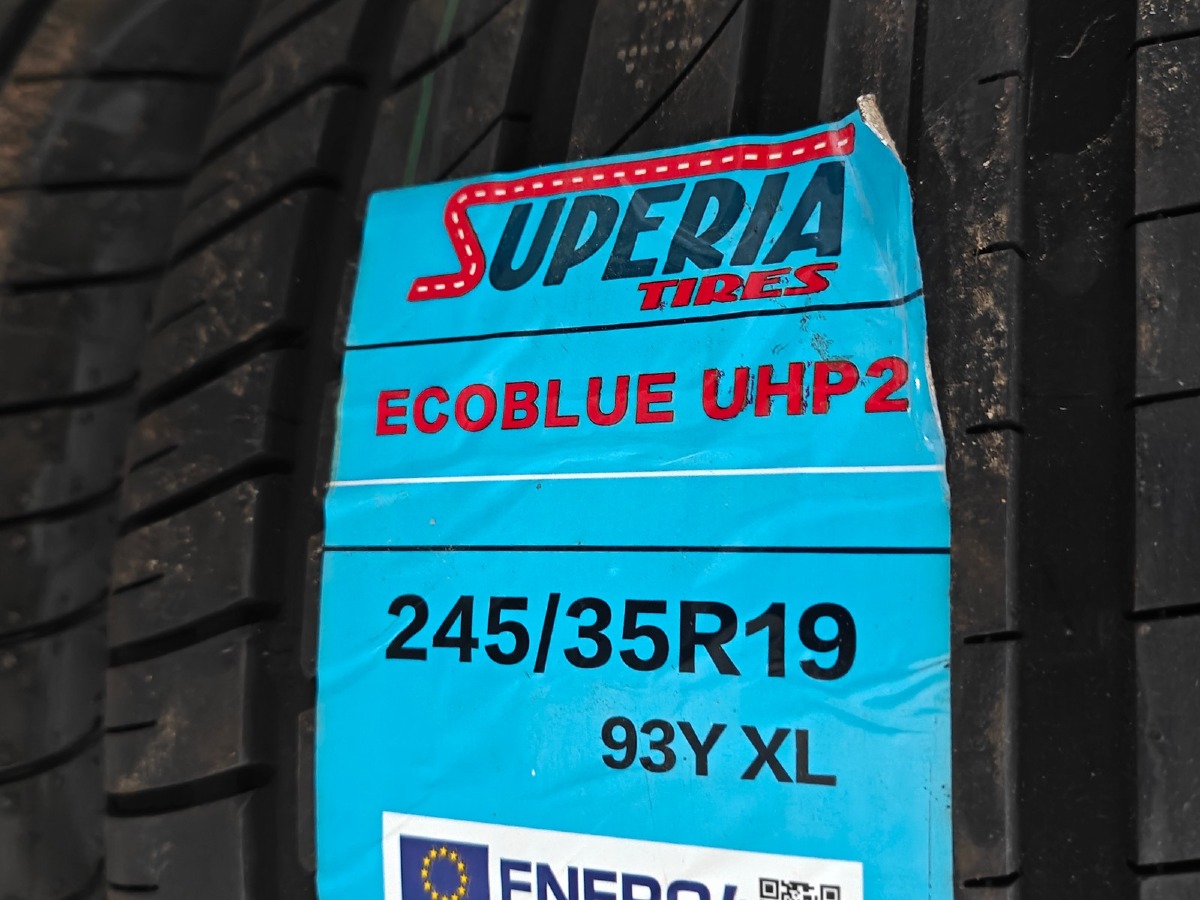 SUPERIA
TIRES
ECOBLUE UHP2
245/35R19
93Y XL